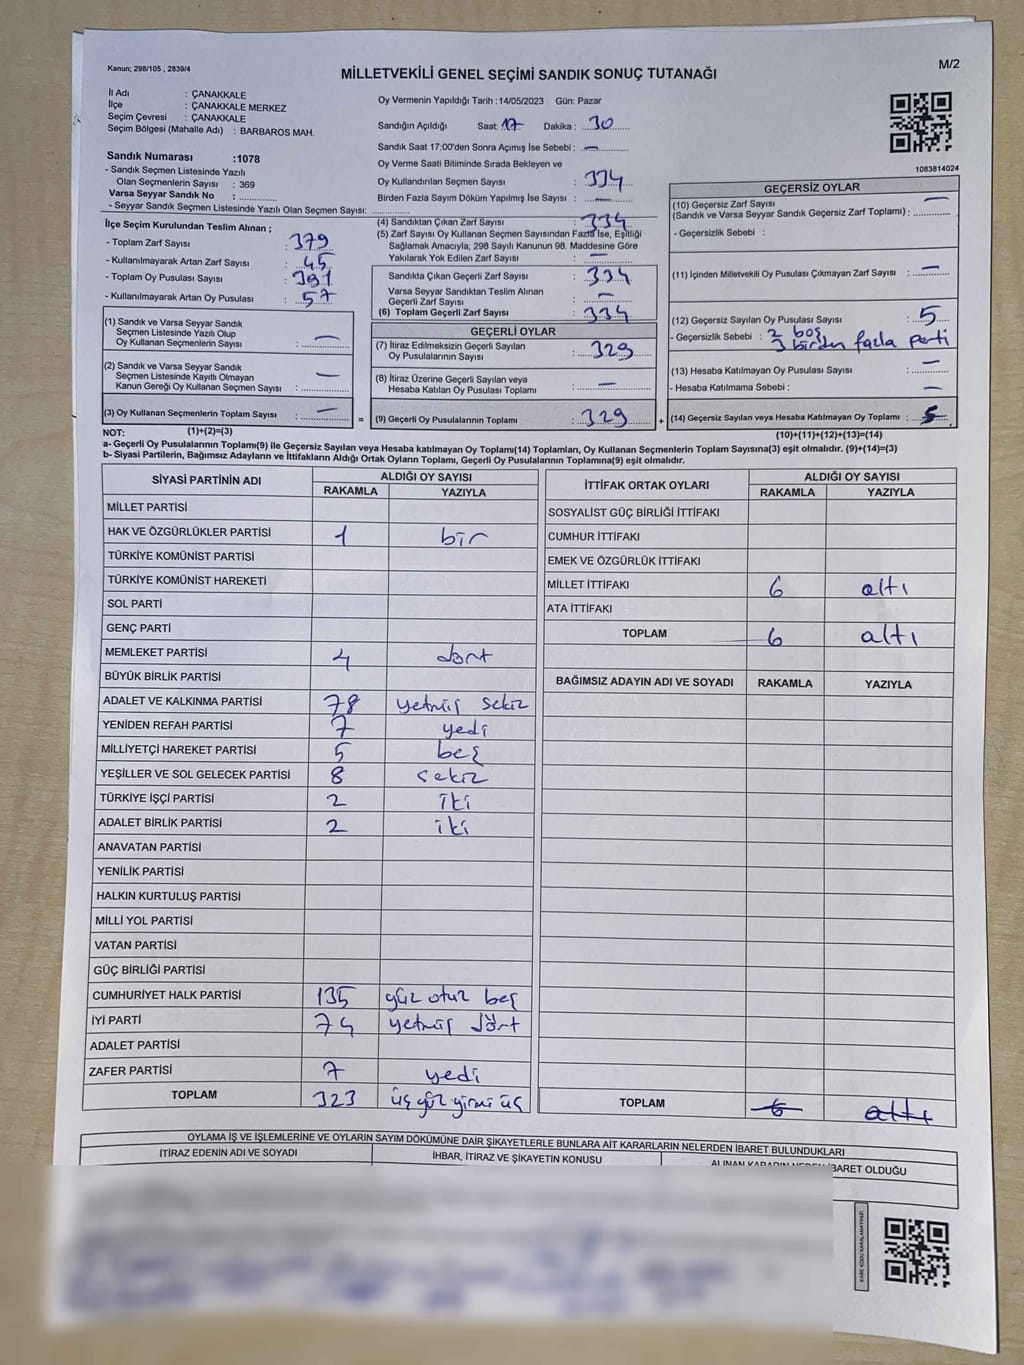 Kanun; 298/105 , 2839/4
M/2
MİLLETVEKİLİ GENEL SEÇİMİ SANDIK SONUÇ TUTANAĞI
İl Adı : ÇANAKKALE
İlçe : ÇANAKKALE MERKEZ
Seçim Çevresi : ÇANAKKALE
Seçim Bölgesi (Mahalle Adı) : BARBAROS MAH.
Sandık Numarası :1078
- Sandık Seçmen Listesinde Yazılı
Olan Seçmenlerin Sayısı : 369
Varsa Seyyar Sandık No :
- Seyyar Sandık Seçmen Listesinde Yazılı Olan Seçmen Sayısı:
İlçe Seçim Kurulundan Teslim Alınan ;
- Toplam Zarf Sayısı : 379
- Kullanılmayarak Artan Zarf Sayısı : 45
- Toplam Oy Pusulası Sayısı : 391
- Kullanılmayarak Artan Oy Pusulası : 57
(1) Sandık ve Varsa Seyyar Sandık
Seçmen Listesinde Yazılı Olup
Oy Kullanan Seçmenlerin Sayısı : —
(2) Sandık ve Varsa Seyyar Sandık
Seçmen Listesinde Kayıtlı Olmayan
Kanun Gereği Oy Kullanan Seçmen Sayısı : —
(3) Oy Kullanan Seçmenlerin Toplam Sayısı : —
Oy Vermenin Yapıldığı Tarih :14/05/2023 Gün: Pazar
Sandığın Açıldığı Saat: 17 Dakika : 30
Sandık Saat 17:00'den Sonra Açımış İse Sebebi : —
Oy Verme Saati Bitiminde Sırada Bekleyen ve
Oy Kullandırılan Seçmen Sayısı : 334
Birden Fazla Sayım Döküm Yapılmış İse Sayısı : —
(4) Sandıktan Çıkan Zarf Sayısı : 334
(5) Zarf Sayısı Oy Kullanan Seçmen Sayısından Fazla İse, Eşitliği
Sağlamak Amacıyla; 298 Sayılı Kanunun 98. Maddesine Göre
Yakılarak Yok Edilen Zarf Sayısı : —
Sandıkta Çıkan Geçerli Zarf Sayısı : 334
Varsa Seyyar Sandıktan Teslim Alınan
Geçerli Zarf Sayısı : —
(6) Toplam Geçerli Zarf Sayısı : 334
GEÇERLİ OYLAR
(7) İtiraz Edilmeksizin Geçerli Sayılan
Oy Pusulalarının Sayısı : 329
(8) İtiraz Üzerine Geçerli Sayılan veya
Hesaba Katılan Oy Pusulası Toplamı : —
= (9) Geçerli Oy Pusulalarının Toplamı : 329
1083814024
GEÇERSİZ OYLAR
(10) Geçersiz Zarf Sayısı —
(Sandık ve Varsa Seyyar Sandık Geçersiz Zarf Toplamı) :
- Geçersizlik Sebebi :
(11) İçinden Milletvekili Oy Pusulası Çıkmayan Zarf Sayısı : —
(12) Geçersiz Sayılan Oy Pusulası Sayısı : 5
- Geçersizlik Sebebi : 2 boş
3 birden fazla parti
(13) Hesaba Katılmayan Oy Pusulası Sayısı : —
- Hesaba Katılmama Sebebi : —
+ (14) Geçersiz Sayılan veya Hesaba Katılmayan Oy Toplamı : 5
NOT: (1)+(2)=(3)
(10)+(11)+(12)+(13)=(14)
a- Geçerli Oy Pusulalarının Toplamı(9) ile Geçersiz Sayılan veya Hesaba katılmayan Oy Toplamı(14) Toplamları, Oy Kullanan Seçmenlerin Toplam Sayısına(3) eşit olmalıdır. (9)+(14)=(3)
b- Siyasi Partilerin, Bağımsız Adayların ve İttifakların Aldığı Ortak Oyların Toplamı, Geçerli Oy Pusulalarının Toplamına(9) eşit olmalıdır.
SİYASİ PARTİNİN ADI ALDIĞI OY SAYISI
RAKAMLA YAZIYLA
MİLLET PARTİSİ
HAK VE ÖZGÜRLÜKLER PARTİSİ 1 bir
TÜRKİYE KOMÜNİST PARTİSİ
TÜRKİYE KOMÜNİST HAREKETİ
SOL PARTİ
GENÇ PARTİ
MEMLEKET PARTİSİ 4 dört
BÜYÜK BİRLİK PARTİSİ
ADALET VE KALKINMA PARTİSİ 78 yetmiş sekiz
YENİDEN REFAH PARTİSİ 7 yedi
MİLLİYETÇİ HAREKET PARTİSİ 5 beş
YEŞİLLER VE SOL GELECEK PARTİSİ 8 sekiz
TÜRKİYE İŞÇİ PARTİSİ 2 iki
ADALET BİRLİK PARTİSİ 2 iki
ANAVATAN PARTİSİ
YENİLİK PARTİSİ
HALKIN KURTULUŞ PARTİSİ
MİLLİ YOL PARTİSİ
VATAN PARTİSİ
GÜÇ BİRLİĞİ PARTİSİ
CUMHURİYET HALK PARTİSİ 135 yüz otuz beş
İYİ PARTİ 74 yetmiş dört
ADALET PARTİSİ
ZAFER PARTİSİ 7 yedi
TOPLAM 323 üç yüz yirmi üç
İTTİFAK ORTAK OYLARI ALDIĞI OY SAYISI
RAKAMLA YAZIYLA
SOSYALİST GÜÇ BİRLİĞİ İTTİFAKI
CUMHUR İTTİFAKI
EMEK VE ÖZGÜRLÜK İTTİFAKI
MİLLET İTTİFAKI 6 altı
ATA İTTİFAKI
TOPLAM 6 altı
BAĞIMSIZ ADAYIN ADI VE SOYADI RAKAMLA YAZIYLA
TOPLAM 6 altı
OYLAMA İŞ VE İŞLEMLERİNE VE OYLARIN SAYIM DÖKÜMÜNE DAİR ŞİKAYETLERLE BUNLARA AİT KARARLARIN NELERDEN İBARET BULUNDUKLARI
İTİRAZ EDENİN ADI VE SOYADI İHBAR, İTİRAZ VE ŞİKAYETİN KONUSU ALINAN KARARIN NEDEN İBARET OLDUĞU
KARE KODU KARALAMAYINIZ!